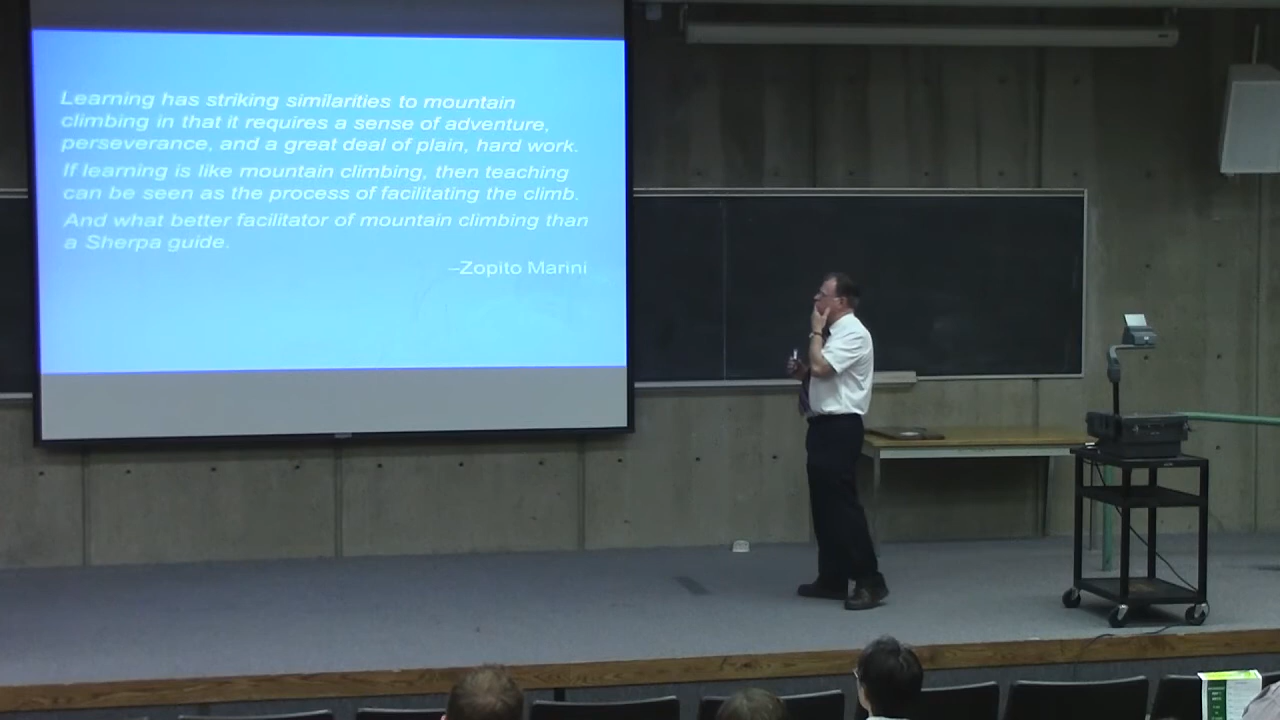 Learning has striking similarities to mountain
climbing in that it requires a sense of adventure,
perseverance, and a great deal of plain, hard work.
If learning is like mountain climbing, then teaching
can be seen as the process of facilitating the climb.
And what better facilitator of mountain climbing than
a Sherpa guide.
–Zopito Marini